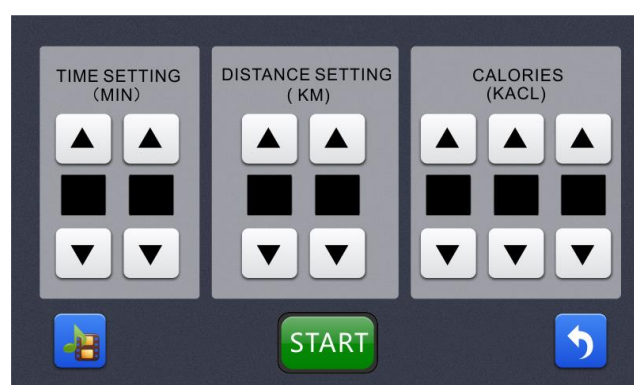 TIME SETTING
（MIN）
DISTANCE SETTING
( KM)
CALORIES
(KACL)
START